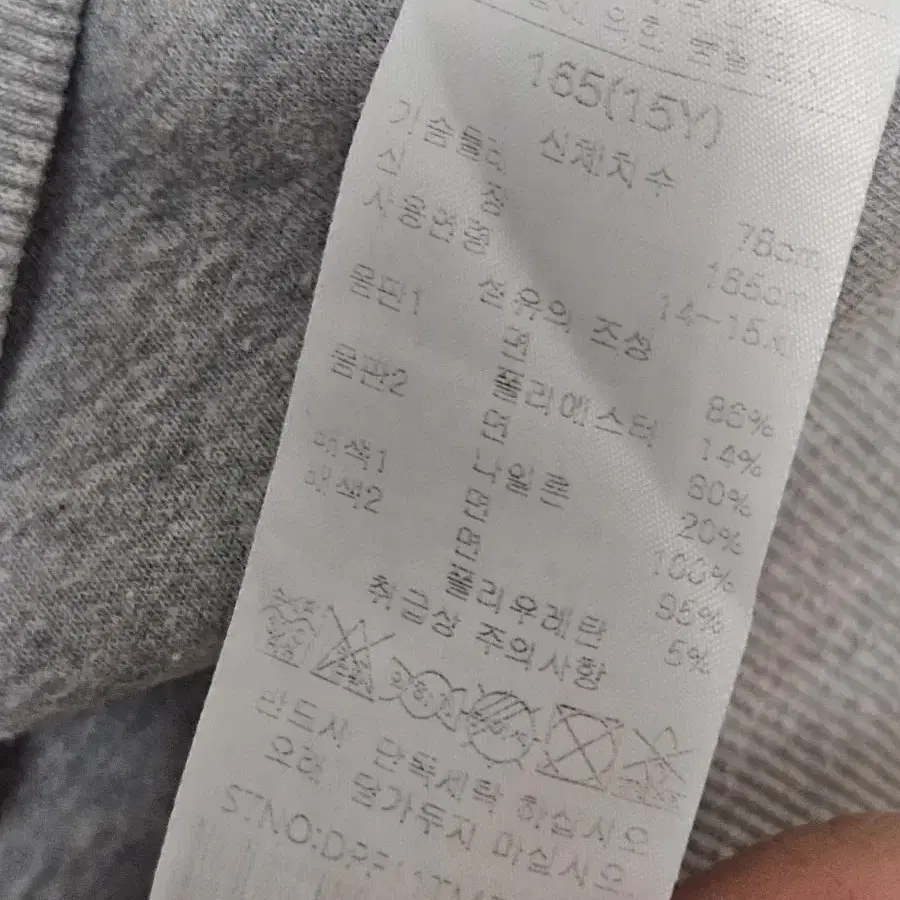 165(15Y)
신체치수
가슴둘레 78cm
신 장 165cm
사용연령 14~15세
섬유의 조성
몸판1 면 86%
폴리에스터 14%
몸판2 면 80%
나일론 20%
배색1 면 100%
배색2 면 95%
폴리우레탄 5%
취급상 주의사항
반드시 단독세탁 하십시오
오래 담가두지 마십시오